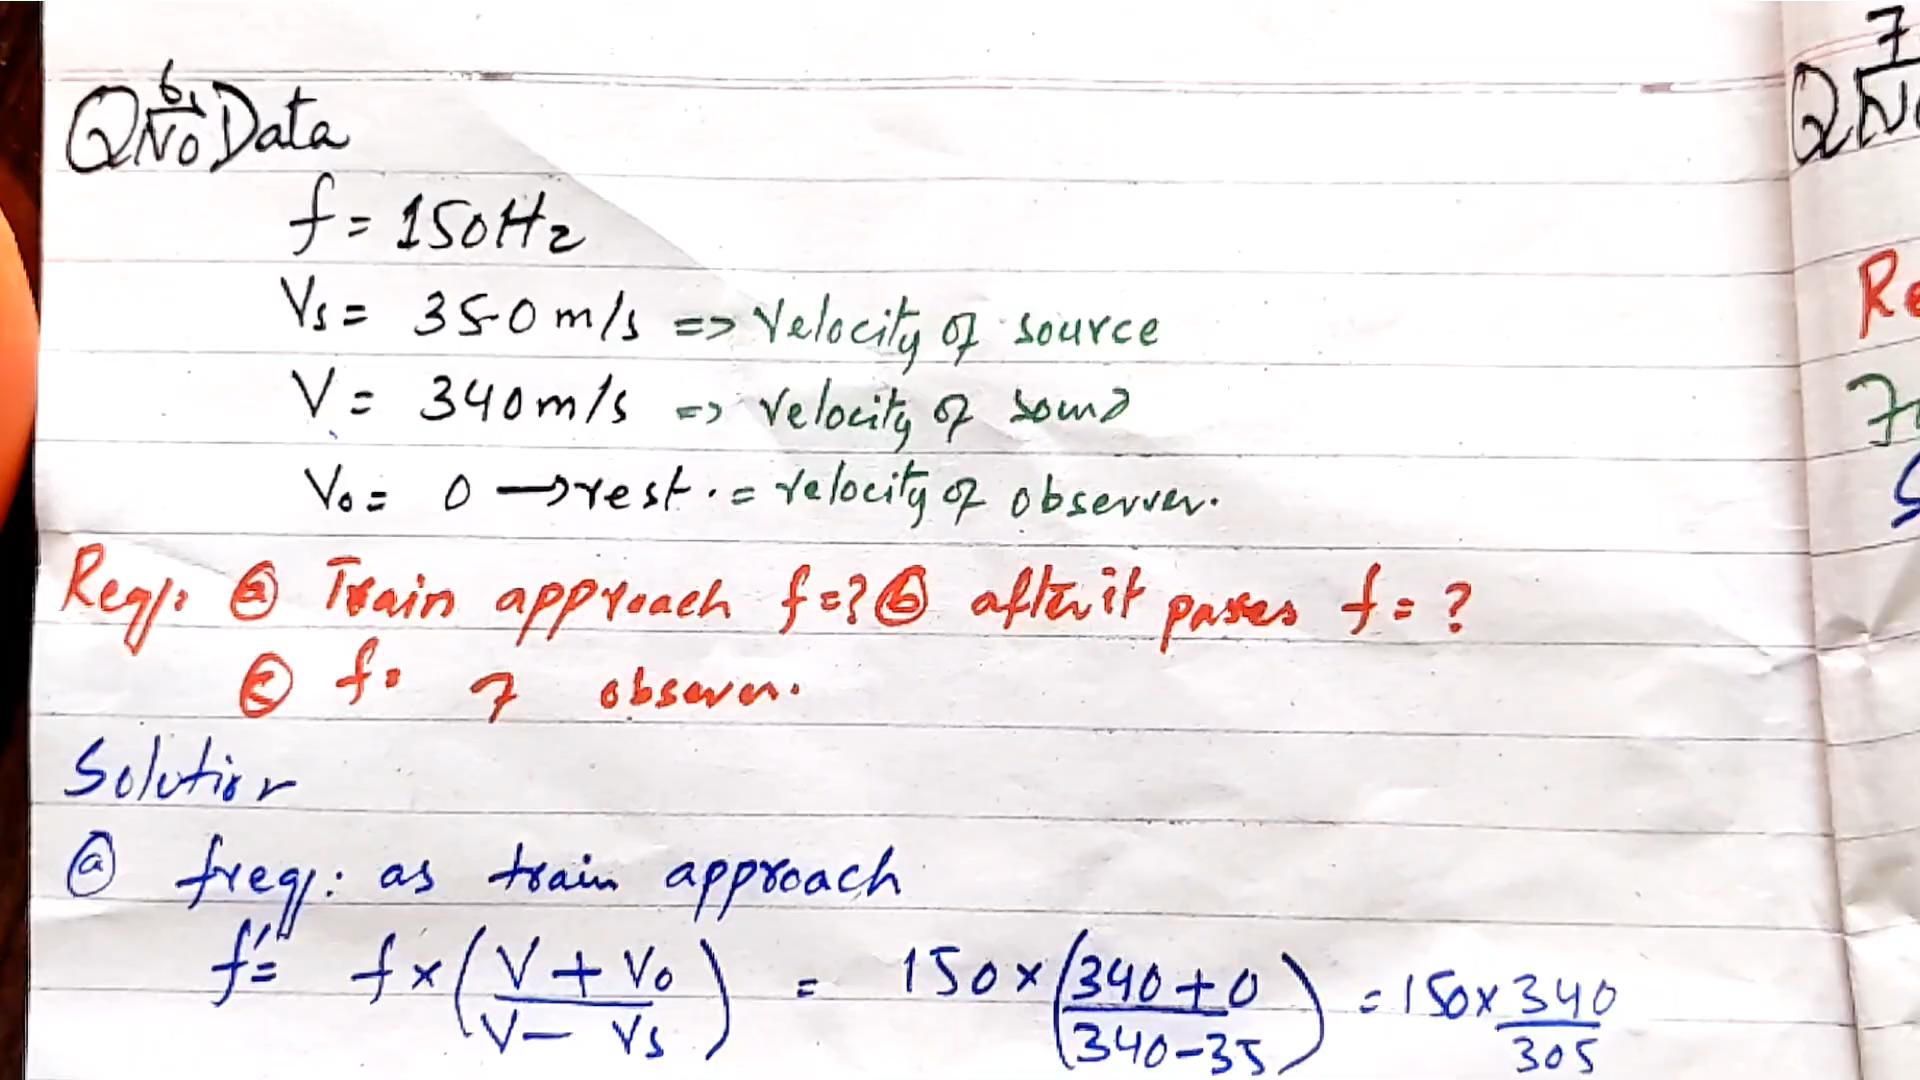 Q No 6, Data
f = 150Hz
Vs = 35.0 m/s => Velocity of source
V = 340m/s => velocity of sound
Vo = 0 → rest. = velocity of observer.
Req: (a) Train approach f=? (b) after it passes f = ?
(c) f= of observer.
Solution
(a) freq: as train approach
f' = f × (V + Vo / V - Vs) = 150 × (340 + 0 / 340 - 35) = 150 × 340 / 305
7
Q No
Re